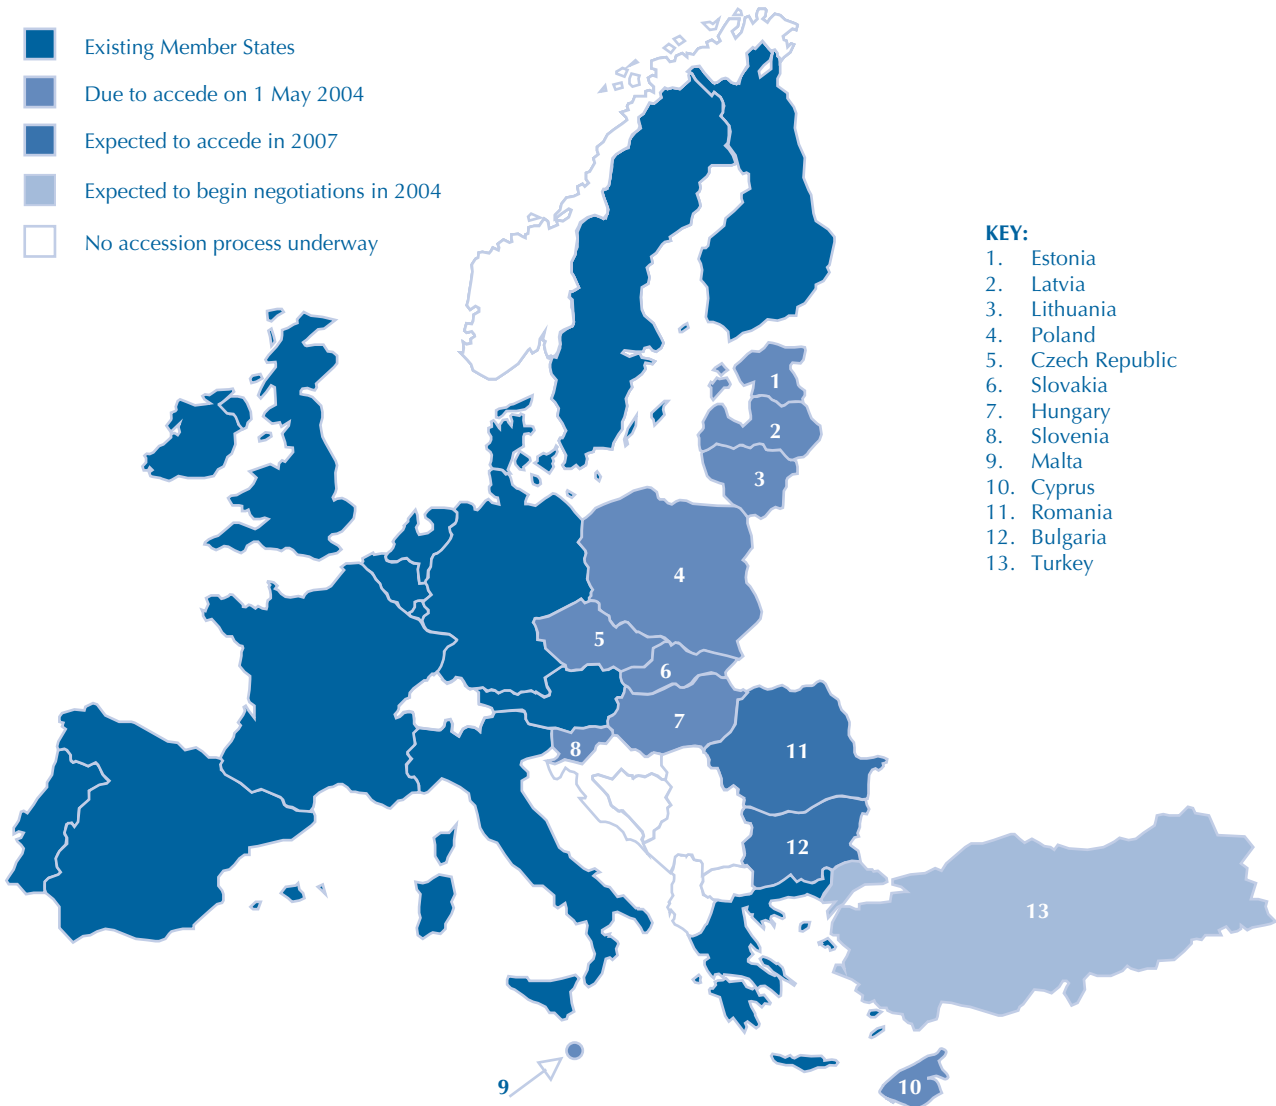 Existing Member States
Due to accede on 1 May 2004
Expected to accede in 2007
Expected to begin negotiations in 2004
No accession process underway
KEY:
1. Estonia
2. Latvia
3. Lithuania
4. Poland
5. Czech Republic
6. Slovakia
7. Hungary
8. Slovenia
9. Malta
10. Cyprus
11. Romania
12. Bulgaria
13. Turkey
1
2
3
4
5
6
7
8
11
12
13
9
10